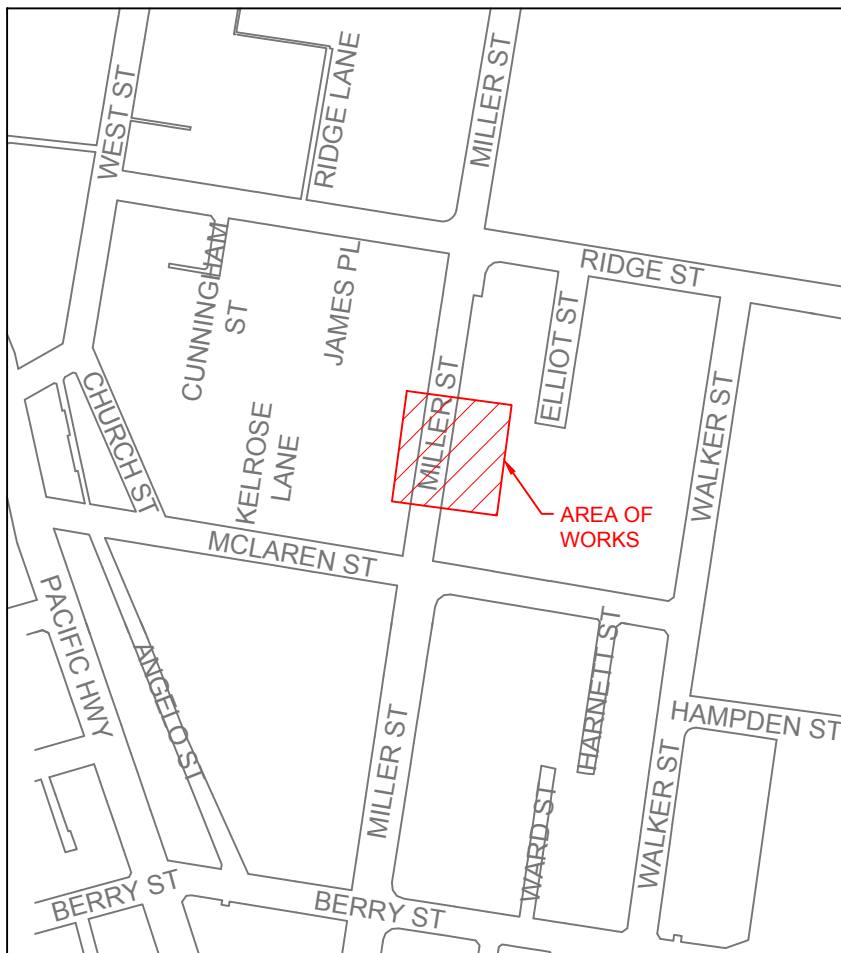 WEST ST
RIDGE LANE
MILLER ST
RIDGE ST
CUNNINGHAM
ST
JAMES PL
ELLIOT ST
MILLER ST
WALKER ST
CHURCH ST
KELROSE
LANE
AREA OF
WORKS
MCLAREN ST
PACIFIC HWY
ANGELO ST
HARNETT ST
HAMPDEN ST
MILLER ST
WARD ST
WALKER ST
BERRY ST
BERRY ST